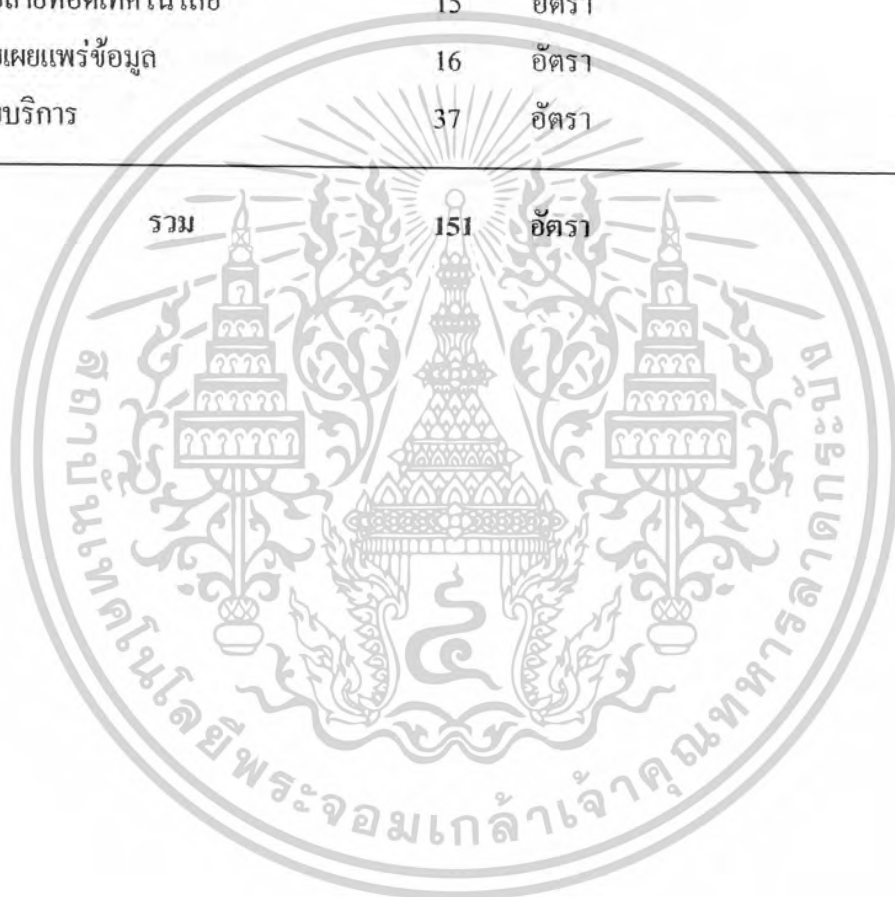 15 อัตรา
เผยแพร่ข้อมูล 16 อัตรา
บริการ 37 อัตรา
รวม 151 อัตรา
สถาบันเทคโนโลยีพระจอมเกล้าเจ้าคุณทหารลาดกระบัง
๔